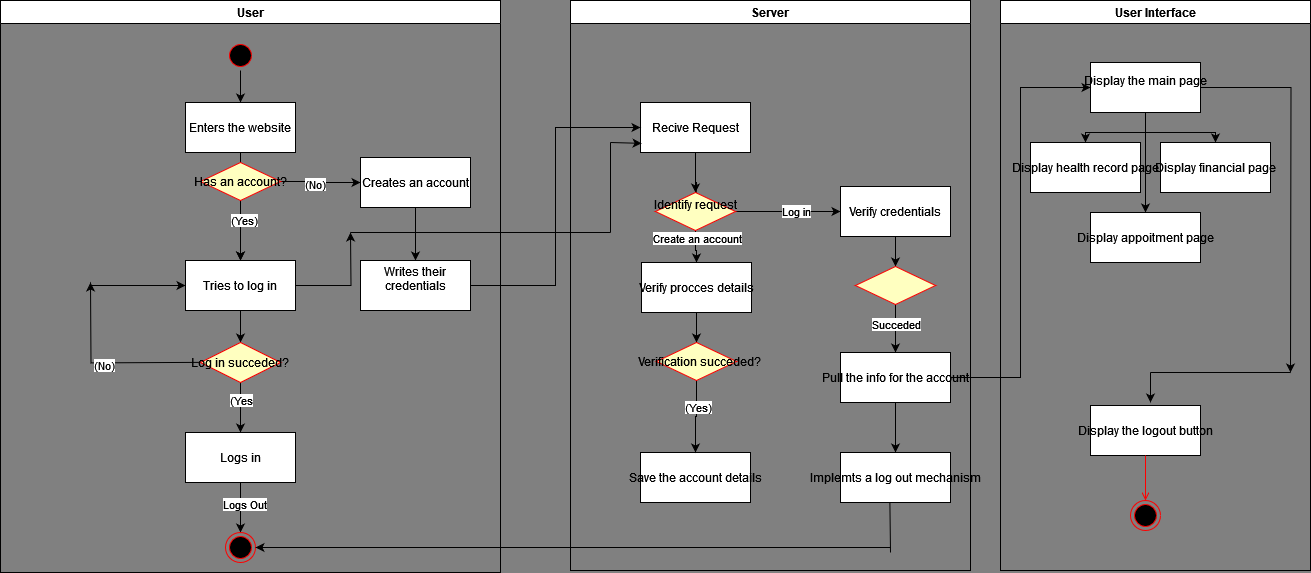 User
Server
User Interface
Enters the website
Has an account?
(No)
Creates an account
(Yes)
Tries to log in
Writes their
credentials
Log in succeded?
(No)
(Yes
Logs in
Logs Out
Recive Request
Identify request
Log in
Verify credentials
Create an account
Verify procces details
Succeded
Verification succeded?
Pull the info for the account
(Yes)
Save the account details
Implemts a log out mechanism
Display the main page
Display health record page
Display financial page
Display appoitment page
Display the logout button